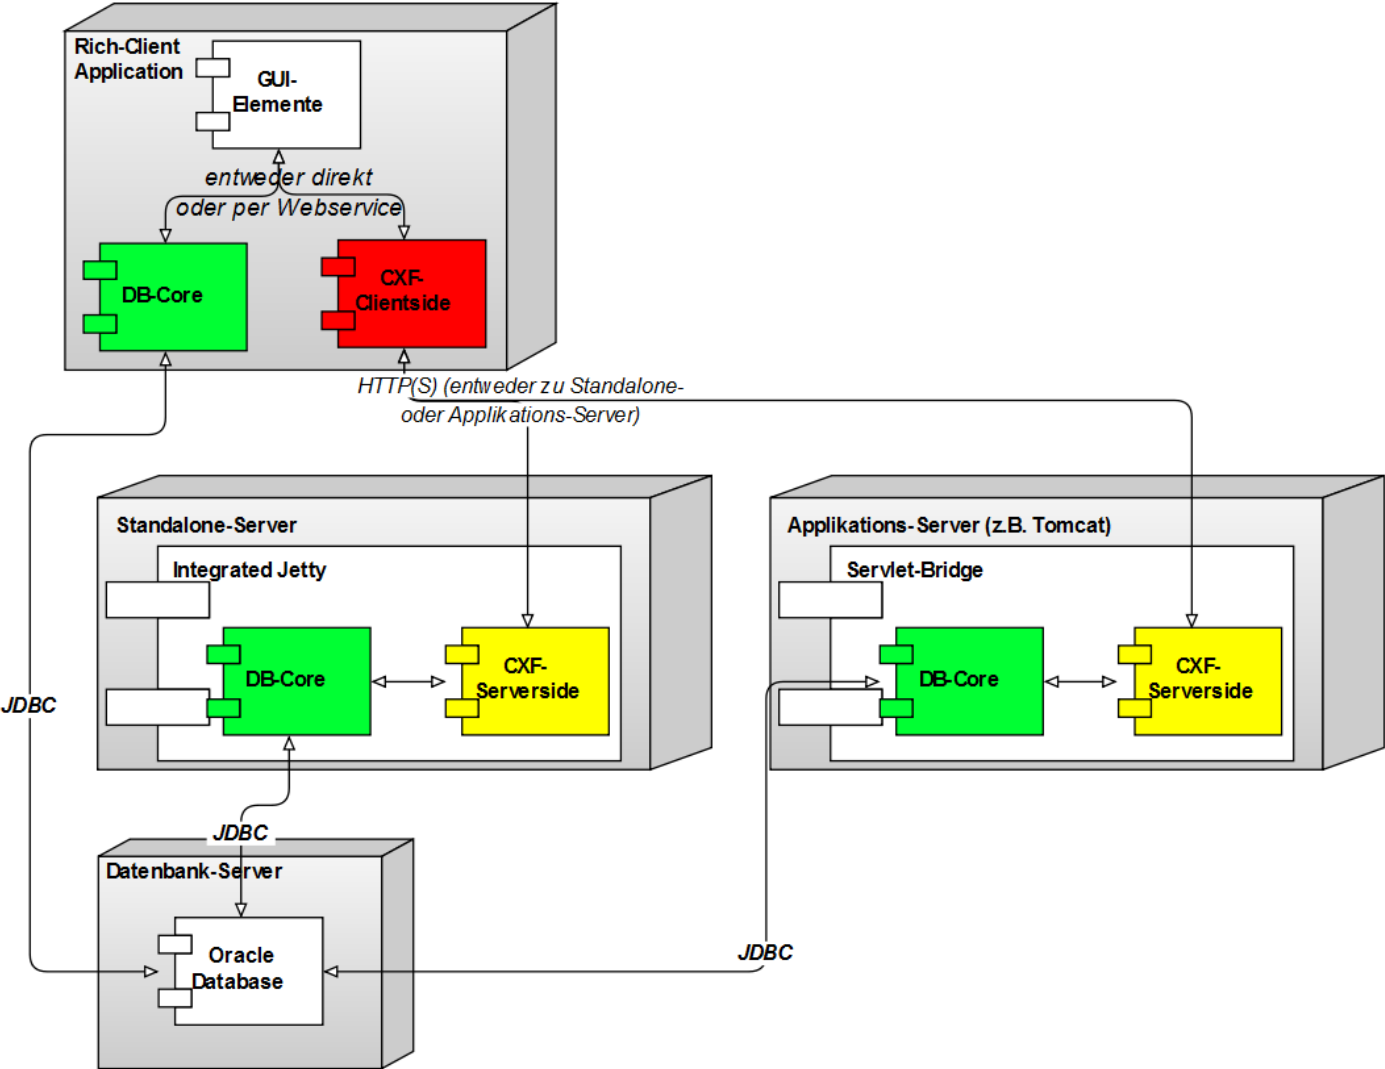 Rich-Client
Application
GUI-
Elemente
entweder direkt
oder per Webservice
DB-Core
CXF-
Clientside
HTTP(S) (entweder zu Standalone-
oder Applikations-Server)
Standalone-Server
Integrated Jetty
DB-Core
CXF-
Serverside
Applikations-Server (z.B. Tomcat)
Servlet-Bridge
DB-Core
CXF-
Serverside
JDBC
JDBC
Datenbank-Server
Oracle
Database
JDBC